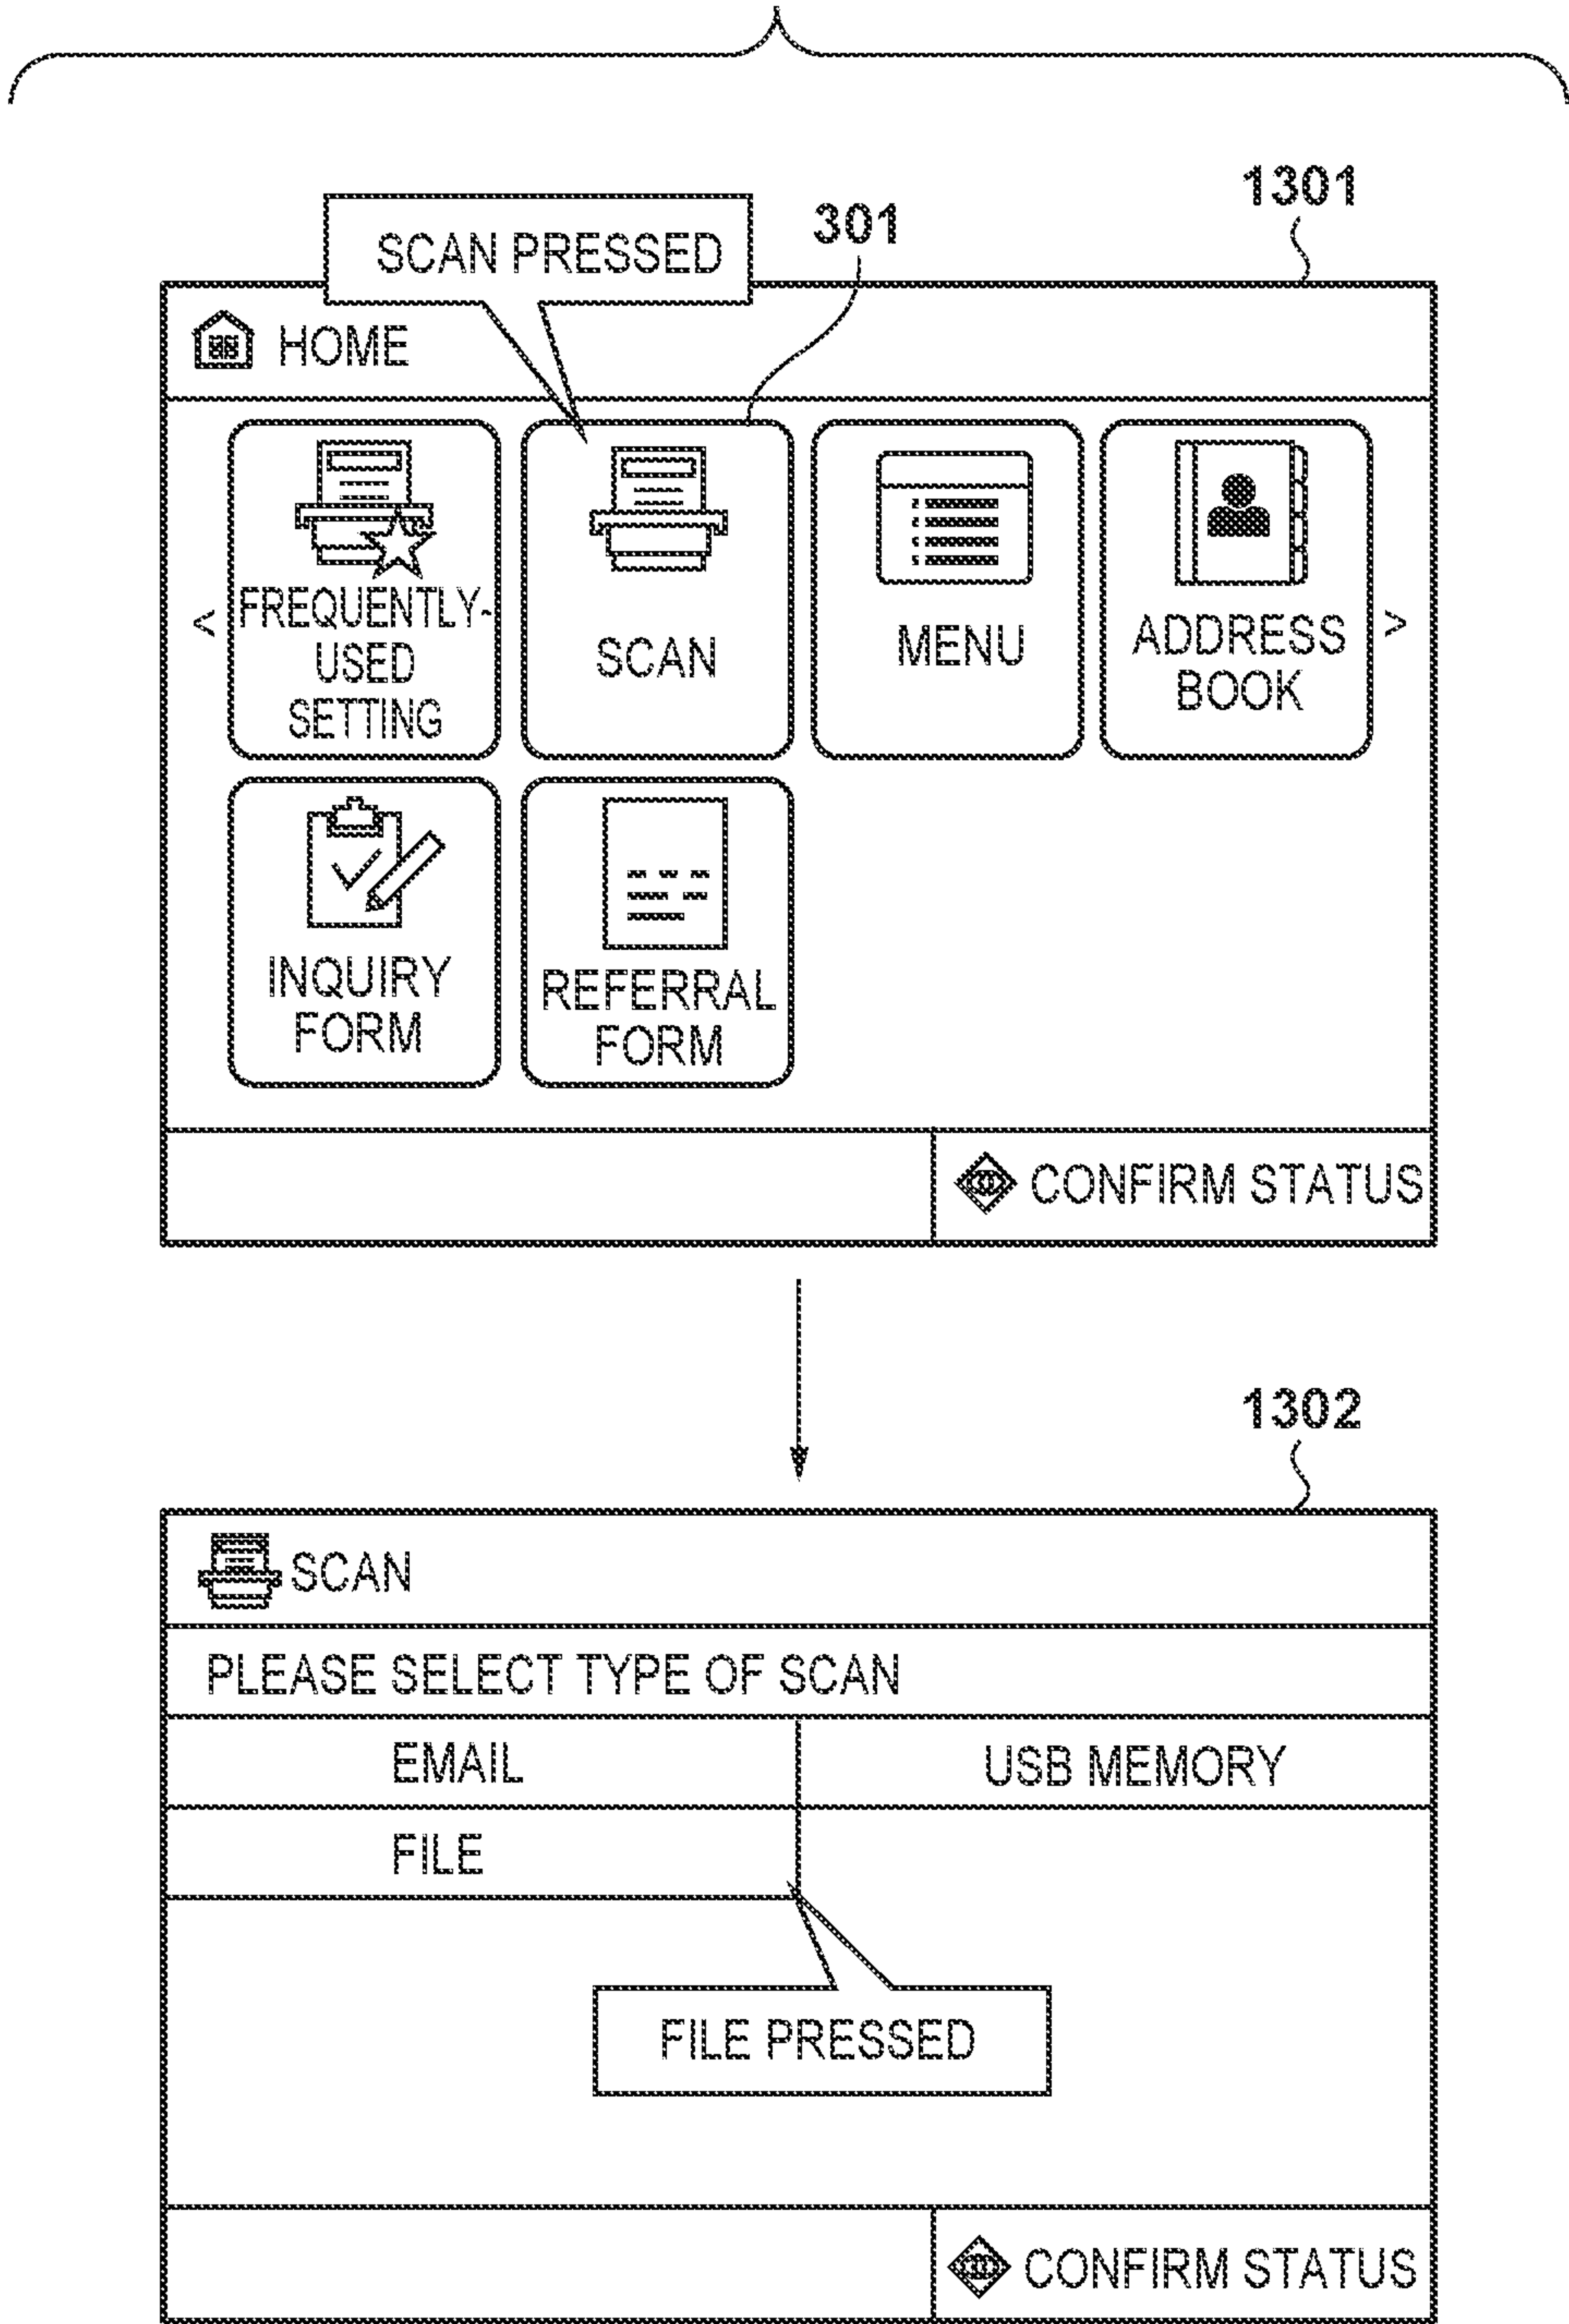 1301
SCAN PRESSED
301
HOME
<
FREQUENTLY-
USED
SETTING
SCAN
MENU
ADDRESS
BOOK
>
INQUIRY
FORM
REFERRAL
FORM
CONFIRM STATUS
1302
SCAN
PLEASE SELECT TYPE OF SCAN
EMAIL
USB MEMORY
FILE
FILE PRESSED
CONFIRM STATUS